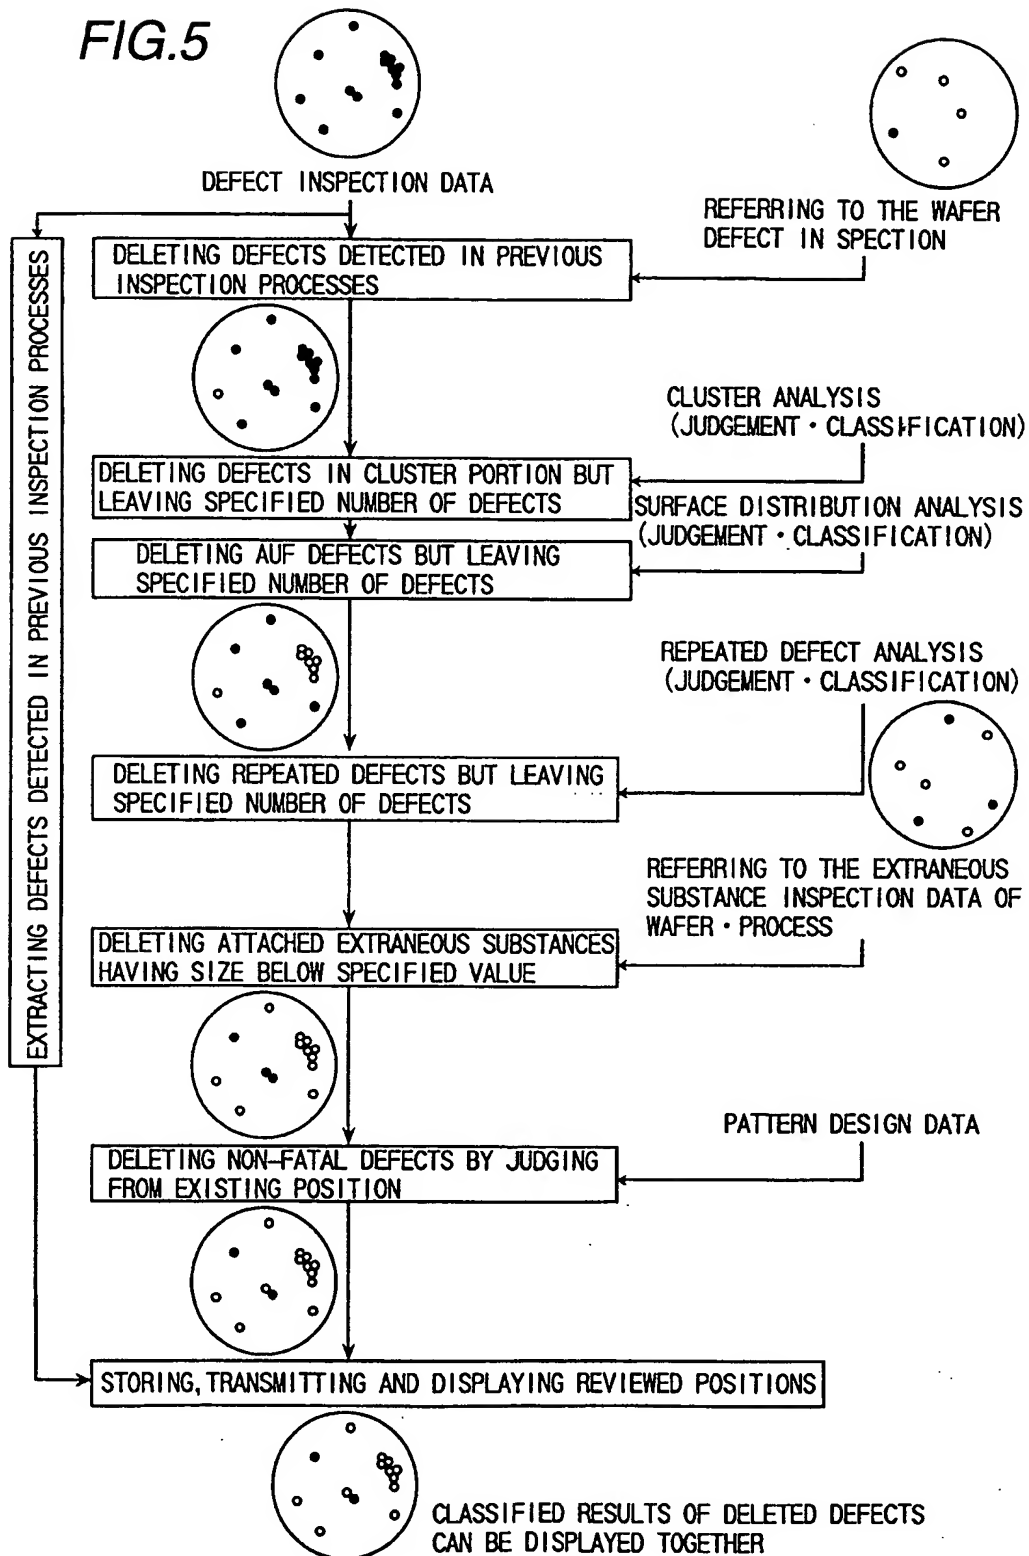 FIG.5
DEFECT INSPECTION DATA
REFERRING TO THE WAFER
DEFECT IN SPECTION
EXTRACTING DEFECTS DETECTED IN PREVIOUS INSPECTION PROCESSES
DELETING DEFECTS DETECTED IN PREVIOUS
INSPECTION PROCESSES
CLUSTER ANALYSIS
(JUDGEMENT・CLASSIFICATION)
DELETING DEFECTS IN CLUSTER PORTION BUT
LEAVING SPECIFIED NUMBER OF DEFECTS
SURFACE DISTRIBUTION ANALYSIS
(JUDGEMENT・CLASSIFICATION)
DELETING AUF DEFECTS BUT LEAVING
SPECIFIED NUMBER OF DEFECTS
REPEATED DEFECT ANALYSIS
(JUDGEMENT・CLASSIFICATION)
DELETING REPEATED DEFECTS BUT LEAVING
SPECIFIED NUMBER OF DEFECTS
REFERRING TO THE EXTRANEOUS
SUBSTANCE INSPECTION DATA OF
WAFER・PROCESS
DELETING ATTACHED EXTRANEOUS SUBSTANCES
HAVING SIZE BELOW SPECIFIED VALUE
PATTERN DESIGN DATA
DELETING NON-FATAL DEFECTS BY JUDGING
FROM EXISTING POSITION
STORING, TRANSMITTING AND DISPLAYING REVIEWED POSITIONS
CLASSIFIED RESULTS OF DELETED DEFECTS
CAN BE DISPLAYED TOGETHER